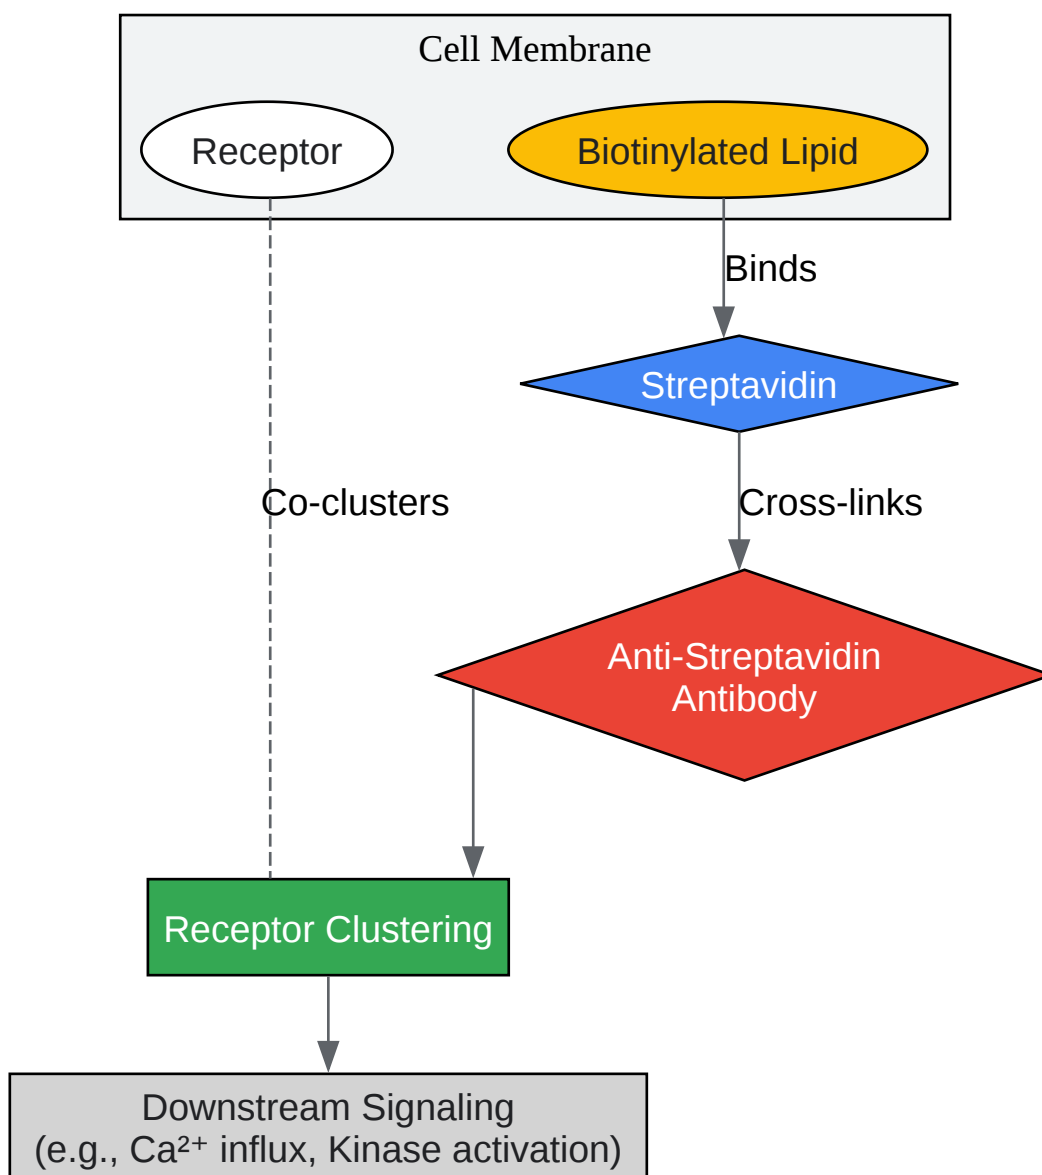 Cell Membrane
Receptor
Biotinylated Lipid
Binds
Streptavidin
Co-clusters
Cross-links
Anti-Streptavidin
Antibody
Receptor Clustering
Downstream Signaling
(e.g., Ca²⁺ influx, Kinase activation)